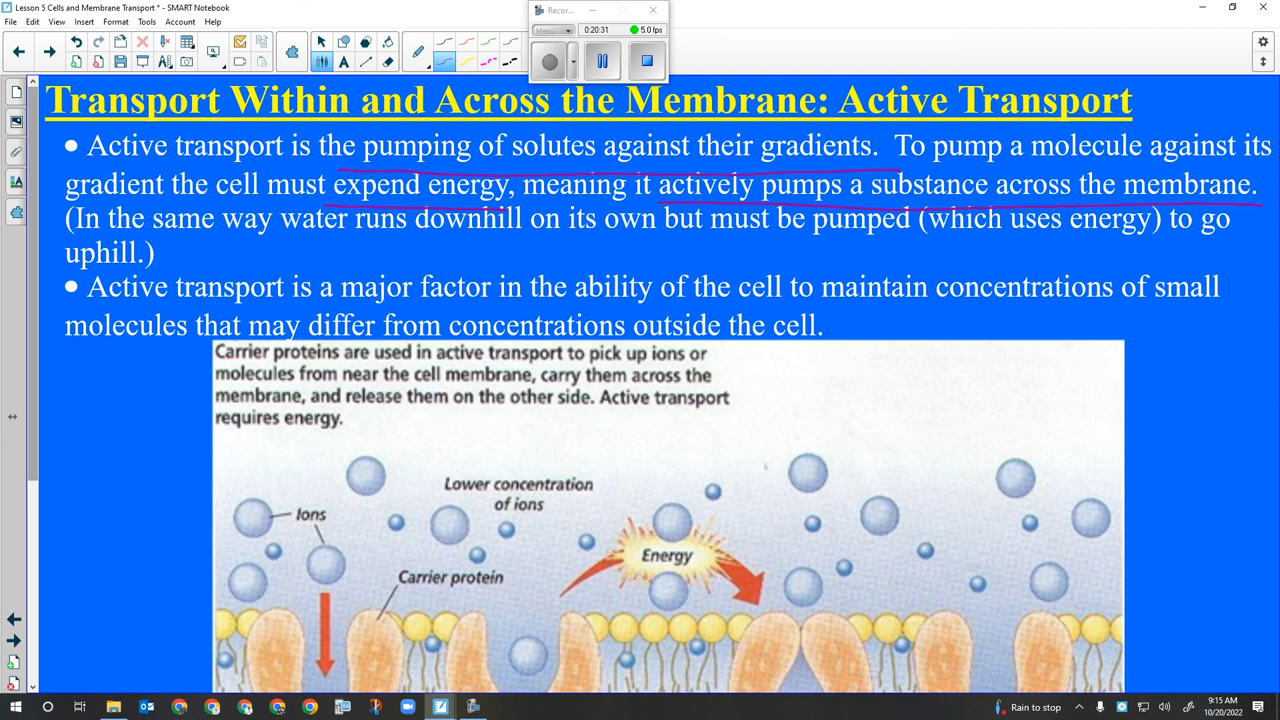 Lesson 5 Cells and Membrane Transport * - SMART Notebook
Recor...
File Edit View Insert Format Tools Account Help
Menu 0:20:31 5.0 fps
Transport Within and Across the Membrane: Active Transport
• Active transport is the pumping of solutes against their gradients. To pump a molecule against its
gradient the cell must expend energy, meaning it actively pumps a substance across the membrane.
(In the same way water runs downhill on its own but must be pumped (which uses energy) to go
uphill.)
• Active transport is a major factor in the ability of the cell to maintain concentrations of small
molecules that may differ from concentrations outside the cell.
Carrier proteins are used in active transport to pick up ions or
molecules from near the cell membrane, carry them across the
membrane, and release them on the other side. Active transport
requires energy.
Lower concentration
of ions
Ions
Energy
Carrier protein
Rain to stop
9:15 AM
10/20/2022